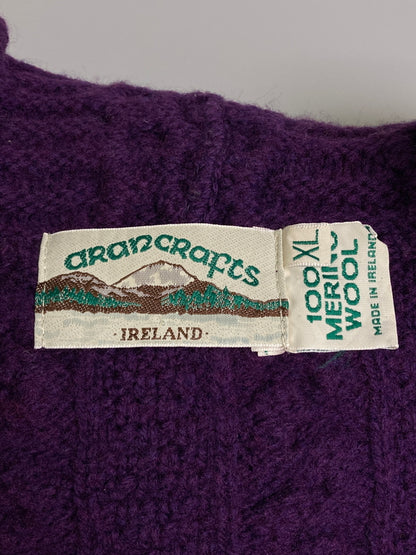 arancrafts
· IRELAND ·
XL
100
MERINO
WOOL
MADE IN IRELAND